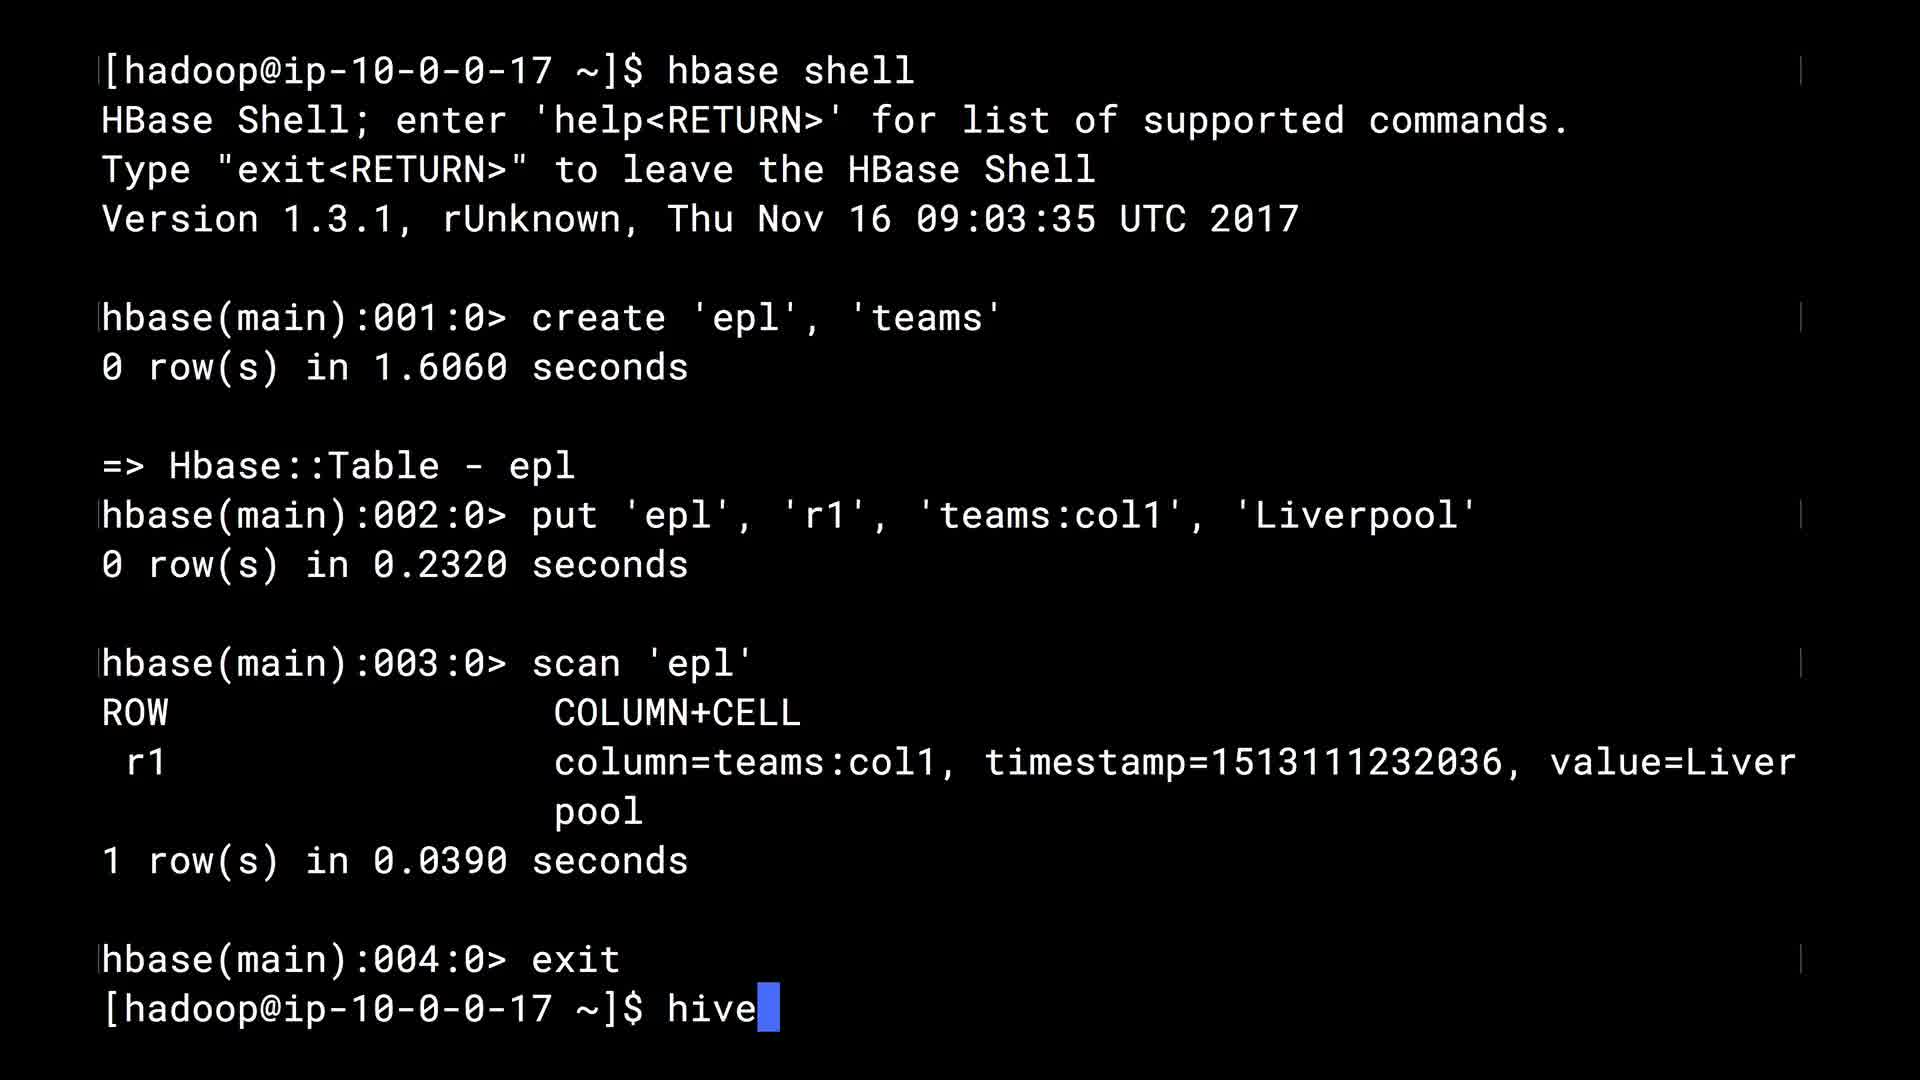 [hadoop@ip-10-0-0-17 ~]$ hbase shell
HBase Shell; enter 'help<RETURN>' for list of supported commands.
Type "exit<RETURN>" to leave the HBase Shell
Version 1.3.1, rUnknown, Thu Nov 16 09:03:35 UTC 2017
hbase(main):001:0> create 'epl', 'teams'
0 row(s) in 1.6060 seconds
=> Hbase::Table - epl
hbase(main):002:0> put 'epl', 'r1', 'teams:col1', 'Liverpool'
0 row(s) in 0.2320 seconds
hbase(main):003:0> scan 'epl'
ROW                 COLUMN+CELL
 r1                 column=teams:col1, timestamp=1513111232036, value=Liver
                    pool
1 row(s) in 0.0390 seconds
hbase(main):004:0> exit
[hadoop@ip-10-0-0-17 ~]$ hive